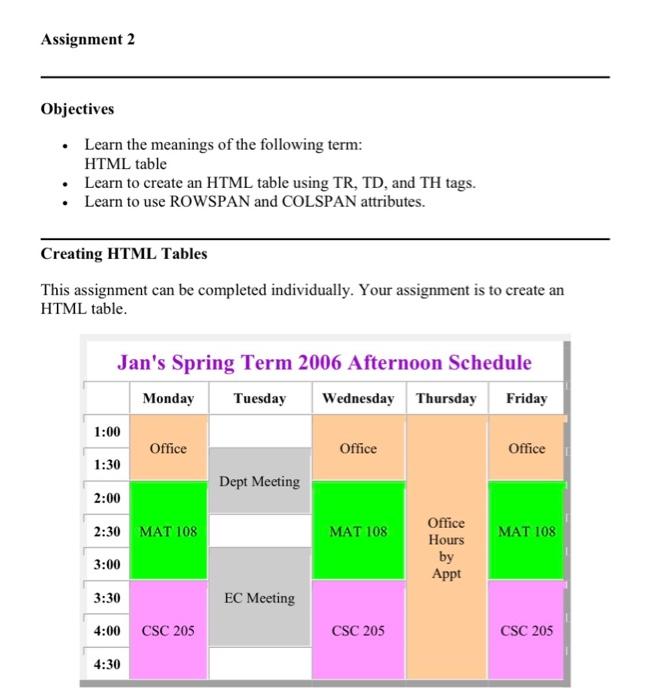 Assignment 2
Objectives
• Learn the meanings of the following term:
HTML table
• Learn to create an HTML table using TR, TD, and TH tags.
• Learn to use ROWSPAN and COLSPAN attributes.
Creating HTML Tables
This assignment can be completed individually. Your assignment is to create an
HTML table.
Jan's Spring Term 2006 Afternoon Schedule
Monday Tuesday Wednesday Thursday Friday
1:00
Office Office Office
1:30
Dept Meeting
2:00
2:30 MAT 108 MAT 108 Office MAT 108
Hours
3:00 by
Appt
3:30 EC Meeting
4:00 CSC 205 CSC 205 CSC 205
4:30